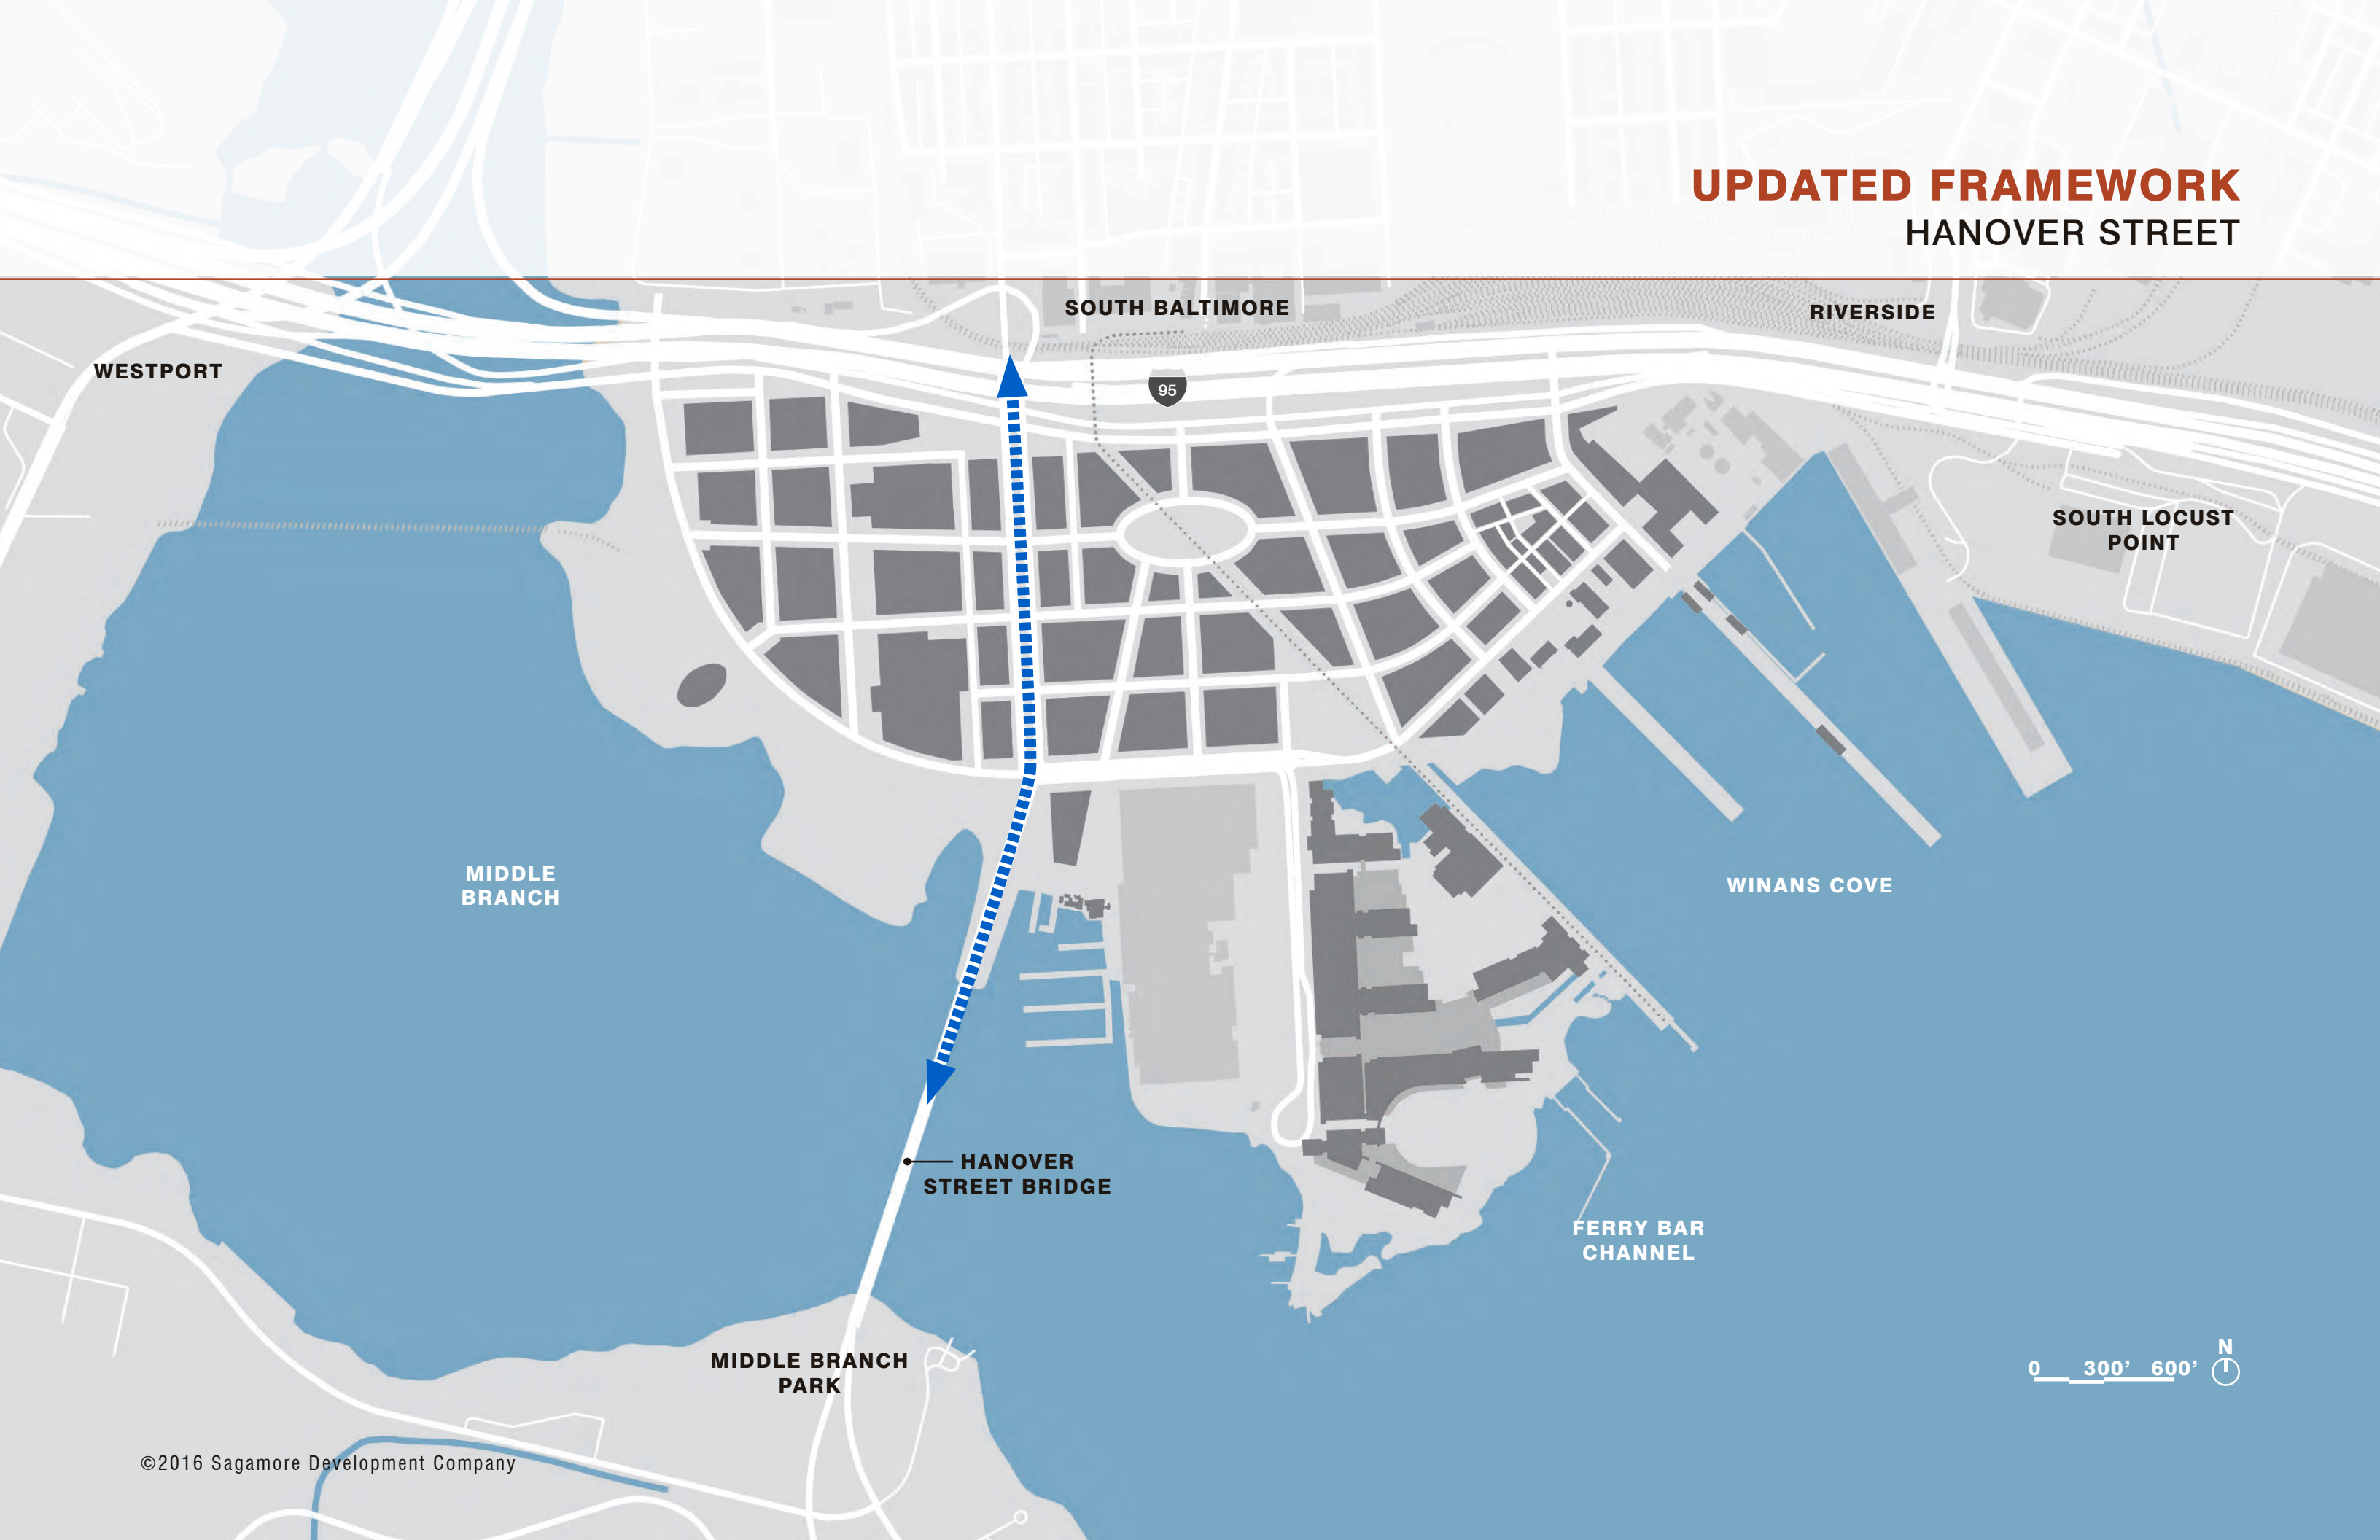 UPDATED FRAMEWORK
HANOVER STREET
SOUTH BALTIMORE
RIVERSIDE
WESTPORT
95
SOUTH LOCUST
POINT
MIDDLE
BRANCH
WINANS COVE
HANOVER
STREET BRIDGE
FERRY BAR
CHANNEL
MIDDLE BRANCH
PARK
N
0 300’ 600’
©2016 Sagamore Development Company